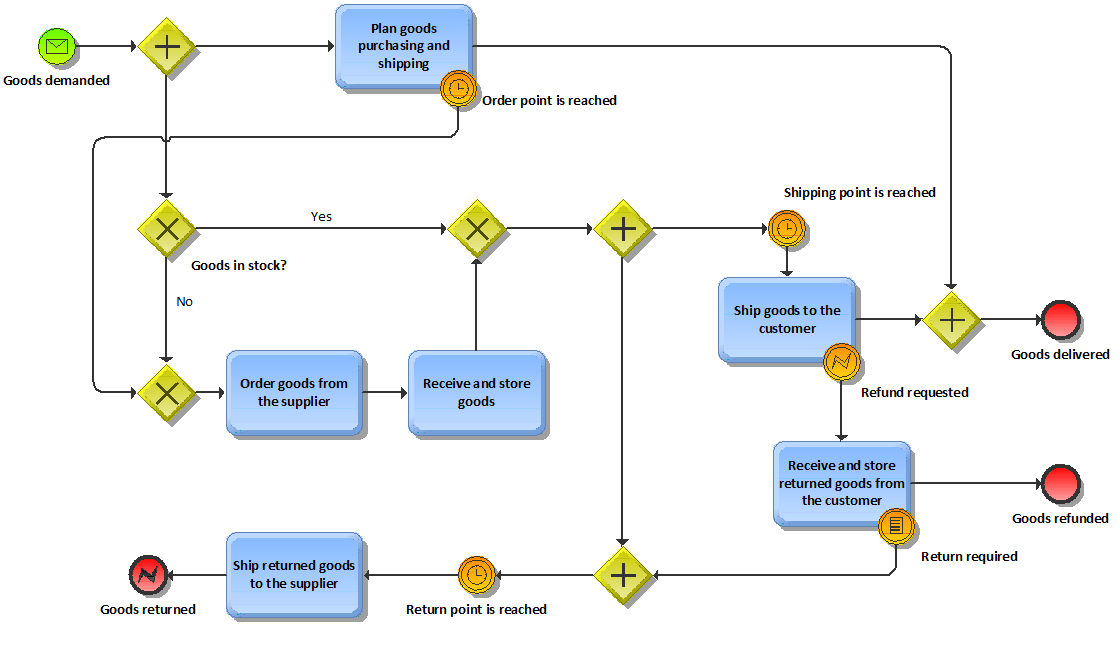 Goods demanded
Plan goods
purchasing and
shipping
Order point is reached
Shipping point is reached
Yes
Goods in stock?
No
Ship goods to the
customer
Goods delivered
Order goods from
the supplier
Receive and store
goods
Refund requested
Receive and store
returned goods from
the customer
Goods refunded
Return required
Ship returned goods
to the supplier
Goods returned
Return point is reached